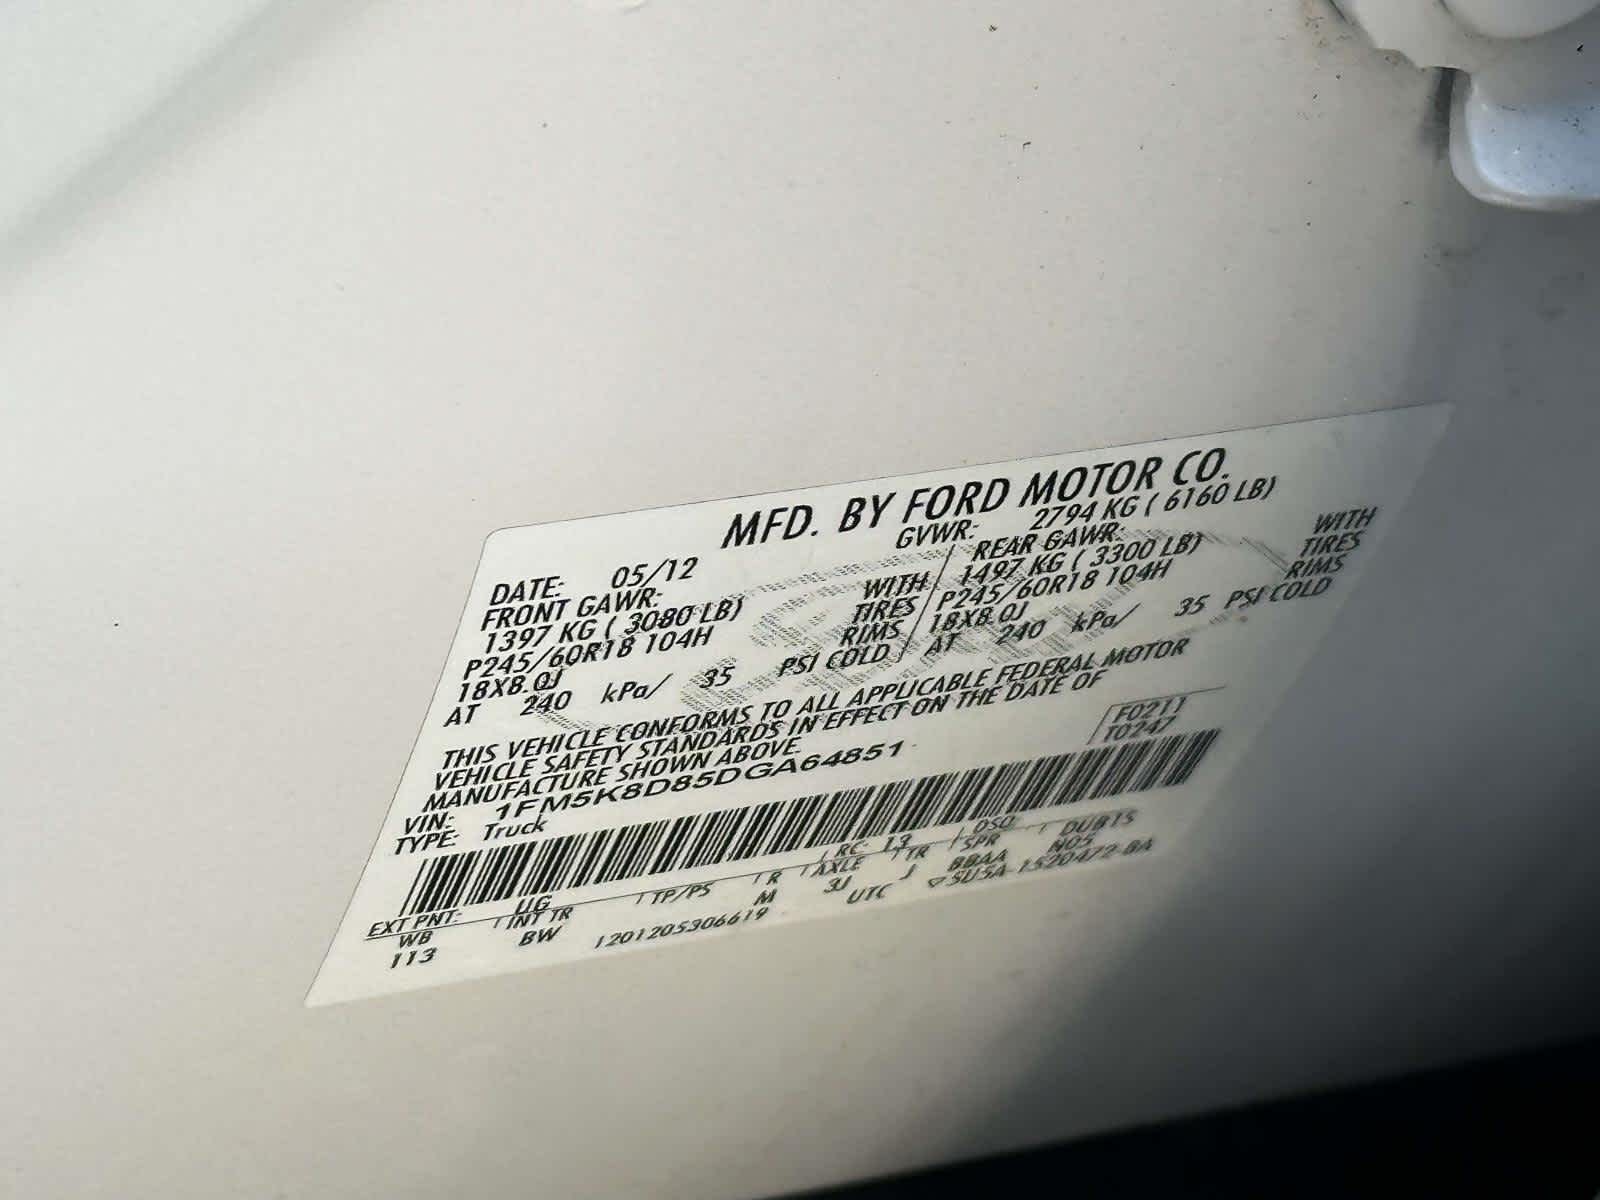 MFD. BY FORD MOTOR CO.
DATE: 05/12 GVWR: 2794 KG ( 6160 LB)
FRONT GAWR: REAR GAWR:
1397 KG ( 3080 LB) WITH 1497 KG ( 3300 LB) WITH
P245/60R18 104H TIRES P245/60R18 104H TIRES
18X8.0J RIMS 18X8.0J RIMS
AT 240 kPa/ 35 PSI COLD AT 240 kPa/ 35 PSI COLD
THIS VEHICLE CONFORMS TO ALL APPLICABLE FEDERAL MOTOR
VEHICLE SAFETY STANDARDS IN EFFECT ON THE DATE OF
MANUFACTURE SHOWN ABOVE.
VIN: 1FM5K8D85DGA64851 F0211
TYPE: Truck T0247
EXT PNT: UG RC: 13 DSO:
WB INT TR TP/PS R AXLE TR SPR DUBTS
113 BW M 3J J BBAA N05
1201205306619 UTC SU5A-1520472-BA